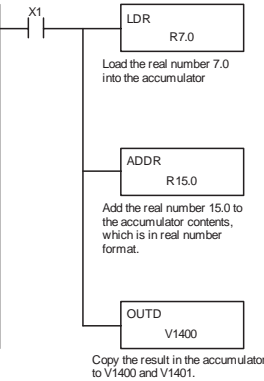 X1
LDR
R7.0
Load the real number 7.0
into the accumulator
ADDR
R15.0
Add the real number 15.0 to
the accumulator contents,
which is in real number
format.
OUTD
V1400
Copy the result in the accumulator
to V1400 and V1401.